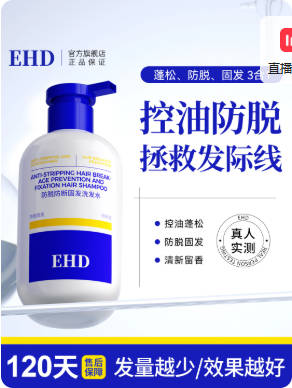 EHD
官方旗舰店
正品保证
蓬松、防脱、固发 3合
直播
控油防脱
拯救发际线
ANTI-STRIPPING HAIR BREAK-
AGE PREVENTION AND
FIXATION HAIR SHAMPOO
防脱防断固发洗发水
EHD
控油蓬松
防脱固发
清新留香
EHD
真人
实测
120天
售后
保障
发量越少/效果越好